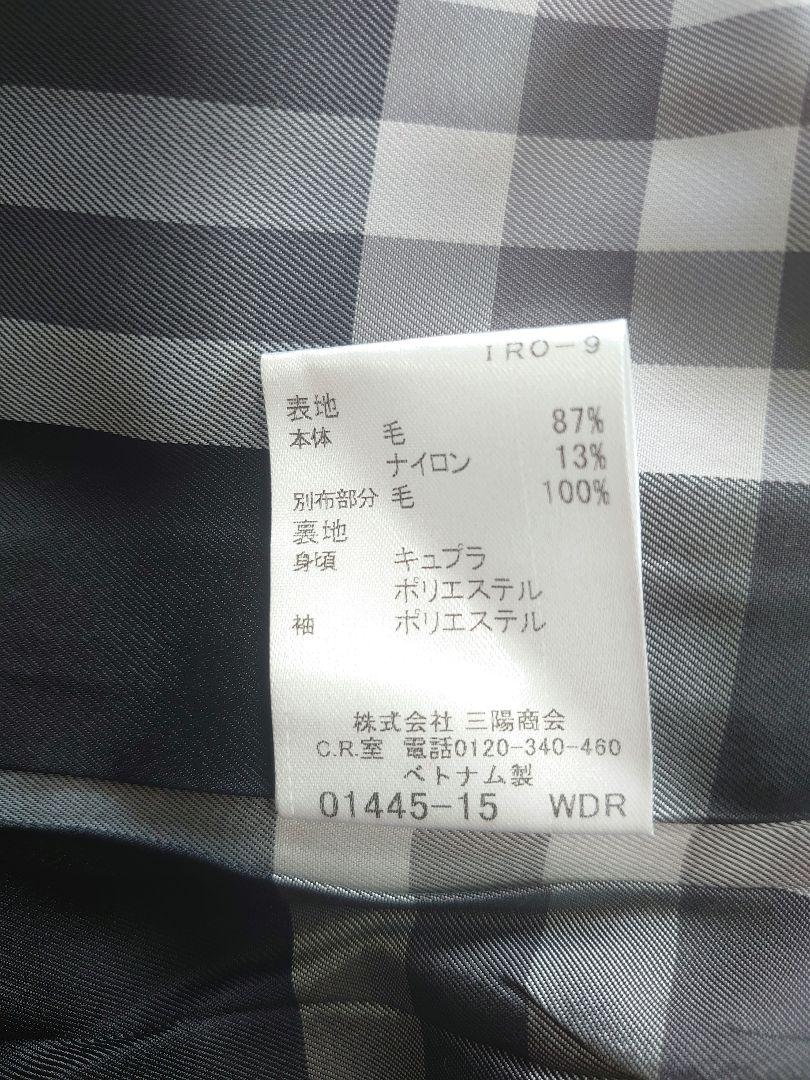 IRO-9
表地
本体 毛 87%
ナイロン 13%
別布部分 毛 100%
裏地
身頃 キュプラ
ポリエステル
袖 ポリエステル
株式会社 三陽商会
C.R.室 電話0120-340-460
ベトナム製
01445-15 WDR